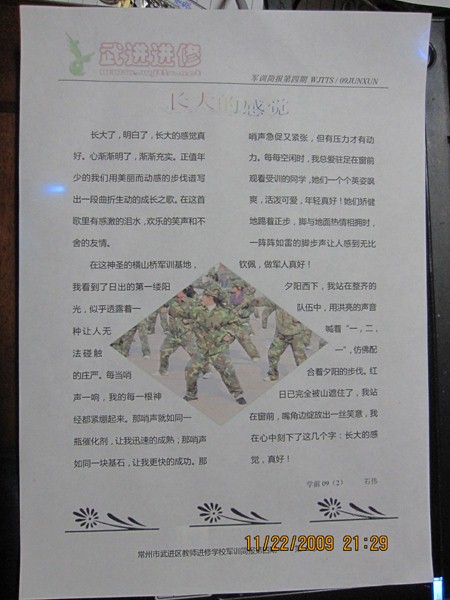 武进进修
军训简报第四期 WJTTS / 09JUNXUN
长大的感觉
长大了，明白了，长大的感觉真
好。心渐渐明了，渐渐充实。正值年
少的我们用美丽而动感的步伐谱写
出一段曲折生动的成长之歌。在这首
歌里有感激的泪水，欢乐的笑声和不
舍的友情。
在这神圣的横山桥军训基地，
我看到了日出的第一缕阳
光，似乎透露着一
种让人无
法碰触
的庄严。每当哨
声一响，我的每一根神
经都紧绷起来。那哨声就如同一
瓶催化剂，让我迅速的成熟；那哨声
如同一块基石，让我更快的成功。那
哨声急促又紧张，但有压力才有动
力。每每空闲时，我总爱驻足在窗前
观看受训的同学，她们一个个英姿飒
爽，活泼可爱，年轻真好！她们骄健
地踢着正步，脚与地面热情相拥时，
一阵阵如雷的脚步声让人感到无比
钦佩，做军人真好！
夕阳西下，我站在整齐的
队伍中，用洪亮的声音
喊着“一，二，
一”，仿佛配
合着夕阳的步伐。红
日已完全被山遮住了，我站
在窗前，嘴角边绽放出一丝笑意，我
在心中刻下了这几个字：长大的感
觉，真好！
学前 09（2） 石伟
常州市武进区教师进修学校军训简报第四期
11/22/2009 21:29